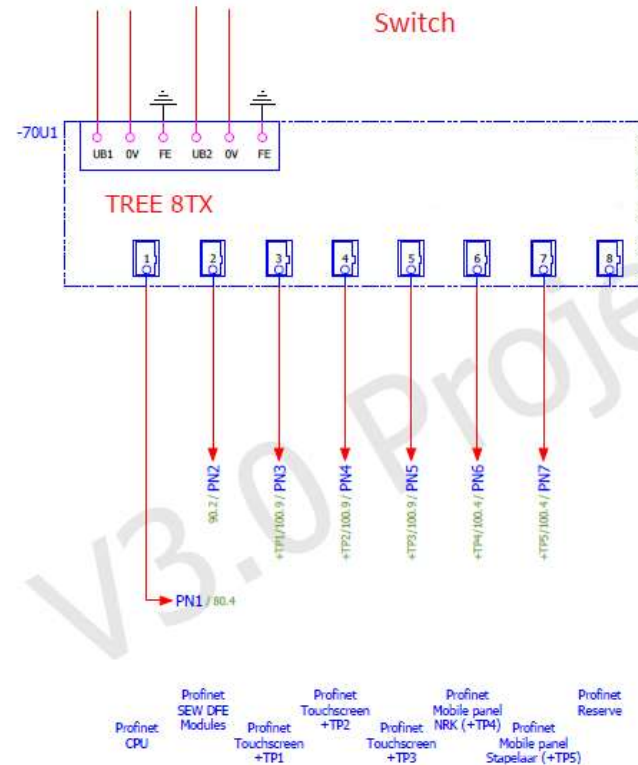 Switch
-70U1
UB1 0V FE UB2 0V FE
TREE 8TX
1 2 3 4 5 6 7 8
PN2
90.2 /
PN3
+TP1/100.9 /
PN4
+TP2/100.9 /
PN5
+TP3/100.9 /
PN6
+TP4/100.4 /
PN7
+TP5/100.4 /
PN1 / 80.4
V3.0 Proje
Profinet
CPU
Profinet
SEW DFE
Modules
Profinet
Touchscreen
+TP1
Profinet
Touchscreen
+TP2
Profinet
Touchscreen
+TP3
Profinet
Mobile panel
NRK (+TP4)
Profinet
Mobile panel
Stapelaar (+TP5)
Profinet
Reserve